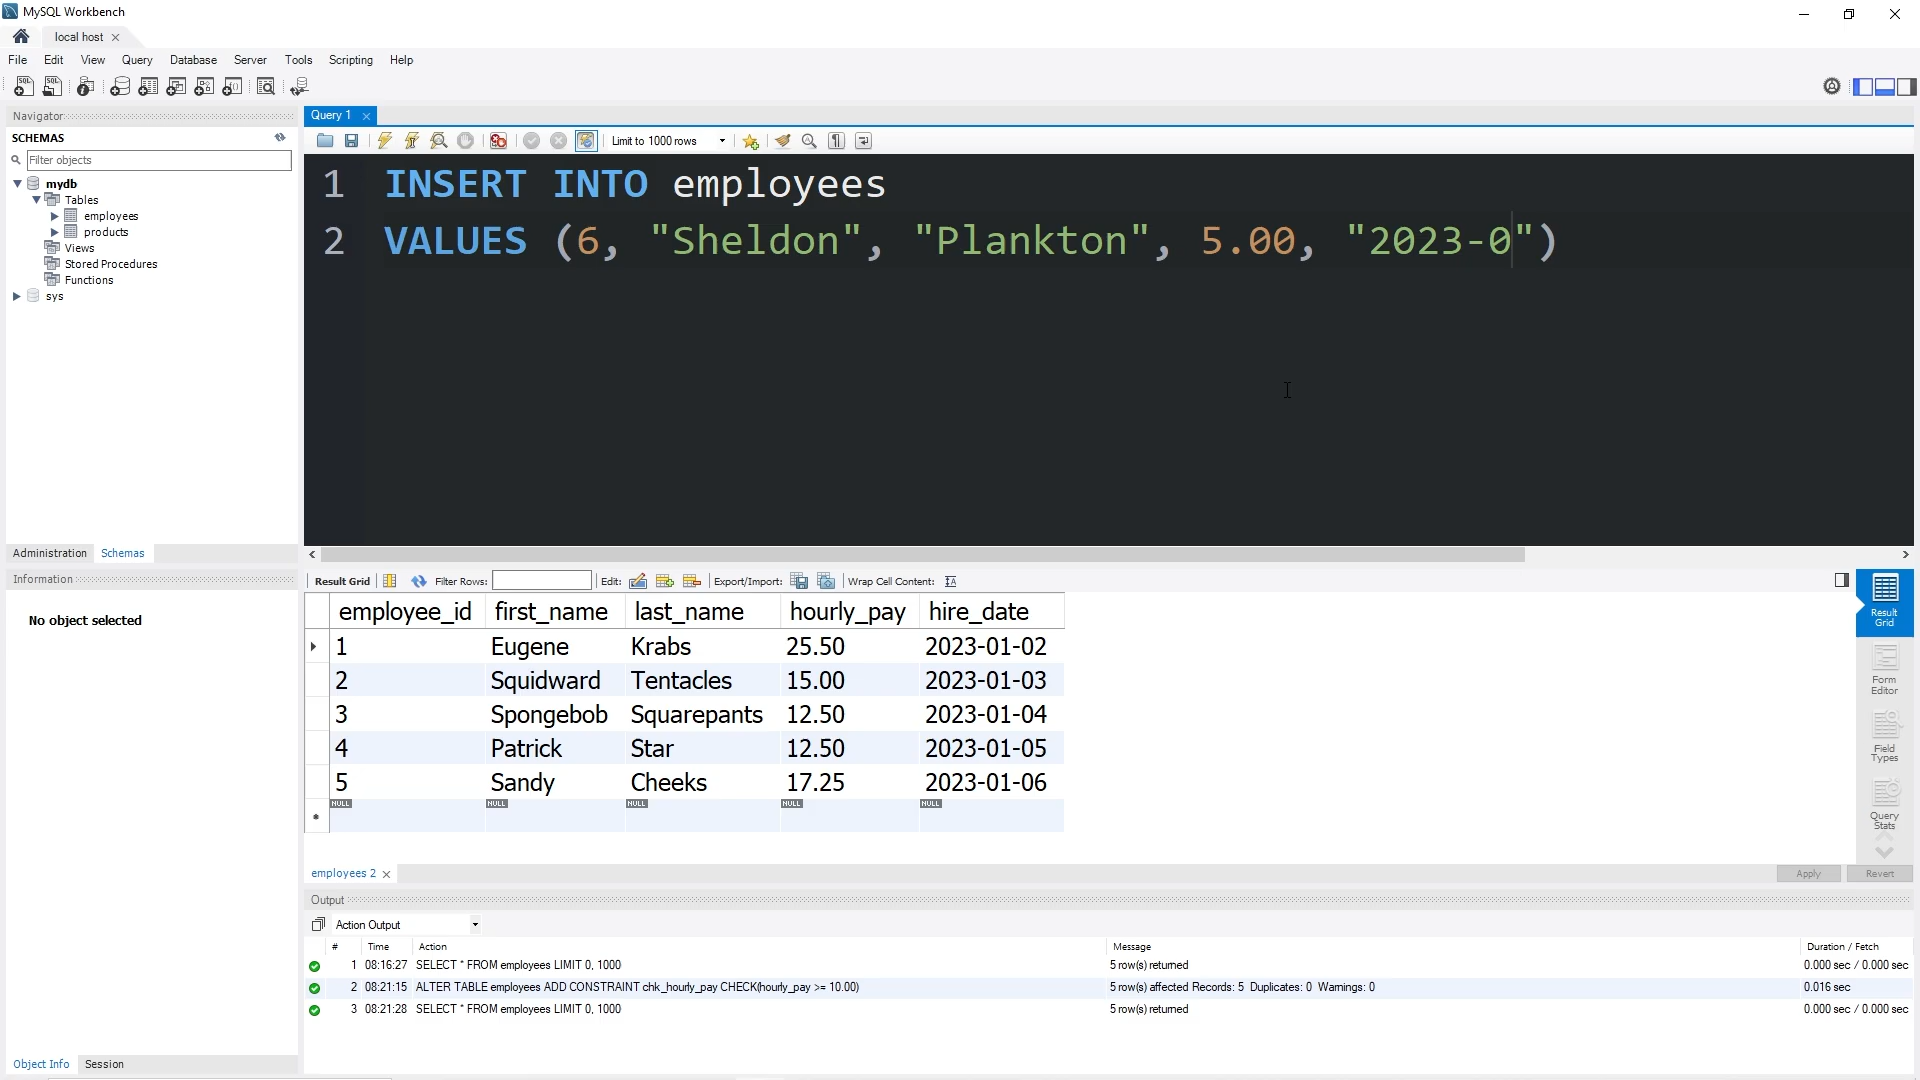 MySQL Workbench
local host
File Edit View Query Database Server Tools Scripting Help
Navigator
SCHEMAS
Filter objects
mydb
Tables
employees
products
Views
Stored Procedures
Functions
sys
Administration Schemas
Information
No object selected
Object Info Session
Query 1
Limit to 1000 rows
1 INSERT INTO employees
2 VALUES (6, "Sheldon", "Plankton", 5.00, "2023-0")
Result Grid Filter Rows: Edit: Export/Import: Wrap Cell Content:
employee_id first_name last_name hourly_pay hire_date
1 Eugene Krabs 25.50 2023-01-02
2 Squidward Tentacles 15.00 2023-01-03
3 Spongebob Squarepants 12.50 2023-01-04
4 Patrick Star 12.50 2023-01-05
5 Sandy Cheeks 17.25 2023-01-06
NULL NULL NULL NULL NULL
Result
Grid
Form
Editor
Field
Types
Query
Stats
employees 2
Apply Revert
Output
Action Output
# Time Action Message Duration / Fetch
1 08:16:27 SELECT * FROM employees LIMIT 0, 1000 5 row(s) returned 0.000 sec / 0.000 sec
2 08:21:15 ALTER TABLE employees ADD CONSTRAINT chk_hourly_pay CHECK(hourly_pay >= 10.00) 5 row(s) affected Records: 5 Duplicates: 0 Warnings: 0 0.016 sec
3 08:21:28 SELECT * FROM employees LIMIT 0, 1000 5 row(s) returned 0.000 sec / 0.000 sec